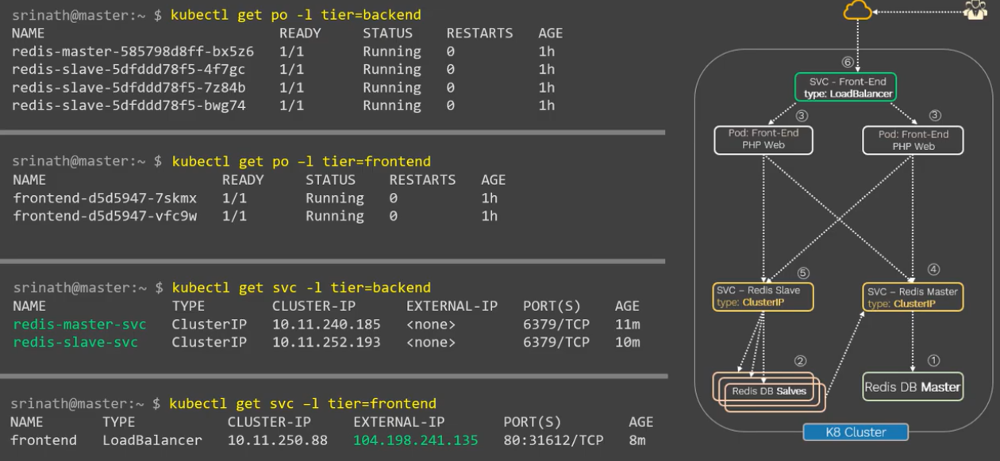 srinath@master:~ $ kubectl get po -l tier=backend
NAME READY STATUS RESTARTS AGE
redis-master-585798d8ff-bx5z6 1/1 Running 0 1h
redis-slave-5dfddd78f5-4f7gc 1/1 Running 0 1h
redis-slave-5dfddd78f5-7z84b 1/1 Running 0 1h
redis-slave-5dfddd78f5-bwg74 1/1 Running 0 1h
srinath@master:~ $ kubectl get po –l tier=frontend
NAME READY STATUS RESTARTS AGE
frontend-d5d5947-7skmx 1/1 Running 0 1h
frontend-d5d5947-vfc9w 1/1 Running 0 1h
srinath@master:~ $ kubectl get svc -l tier=backend
NAME TYPE CLUSTER-IP EXTERNAL-IP PORT(S) AGE
redis-master-svc ClusterIP 10.11.240.185 <none> 6379/TCP 11m
redis-slave-svc ClusterIP 10.11.252.193 <none> 6379/TCP 10m
srinath@master:~ $ kubectl get svc –l tier=frontend
NAME TYPE CLUSTER-IP EXTERNAL-IP PORT(S) AGE
frontend LoadBalancer 10.11.250.88 104.198.241.135 80:31612/TCP 8m
⑥
SVC - Front-End
type: LoadBalancer
③
Pod: Front-End
PHP Web
③
Pod: Front-End
PHP Web
⑤
SVC – Redis Slave
type: ClusterIP
④
SVC – Redis Master
type: ClusterIP
②
Redis DB Salves
①
Redis DB Master
K8 Cluster